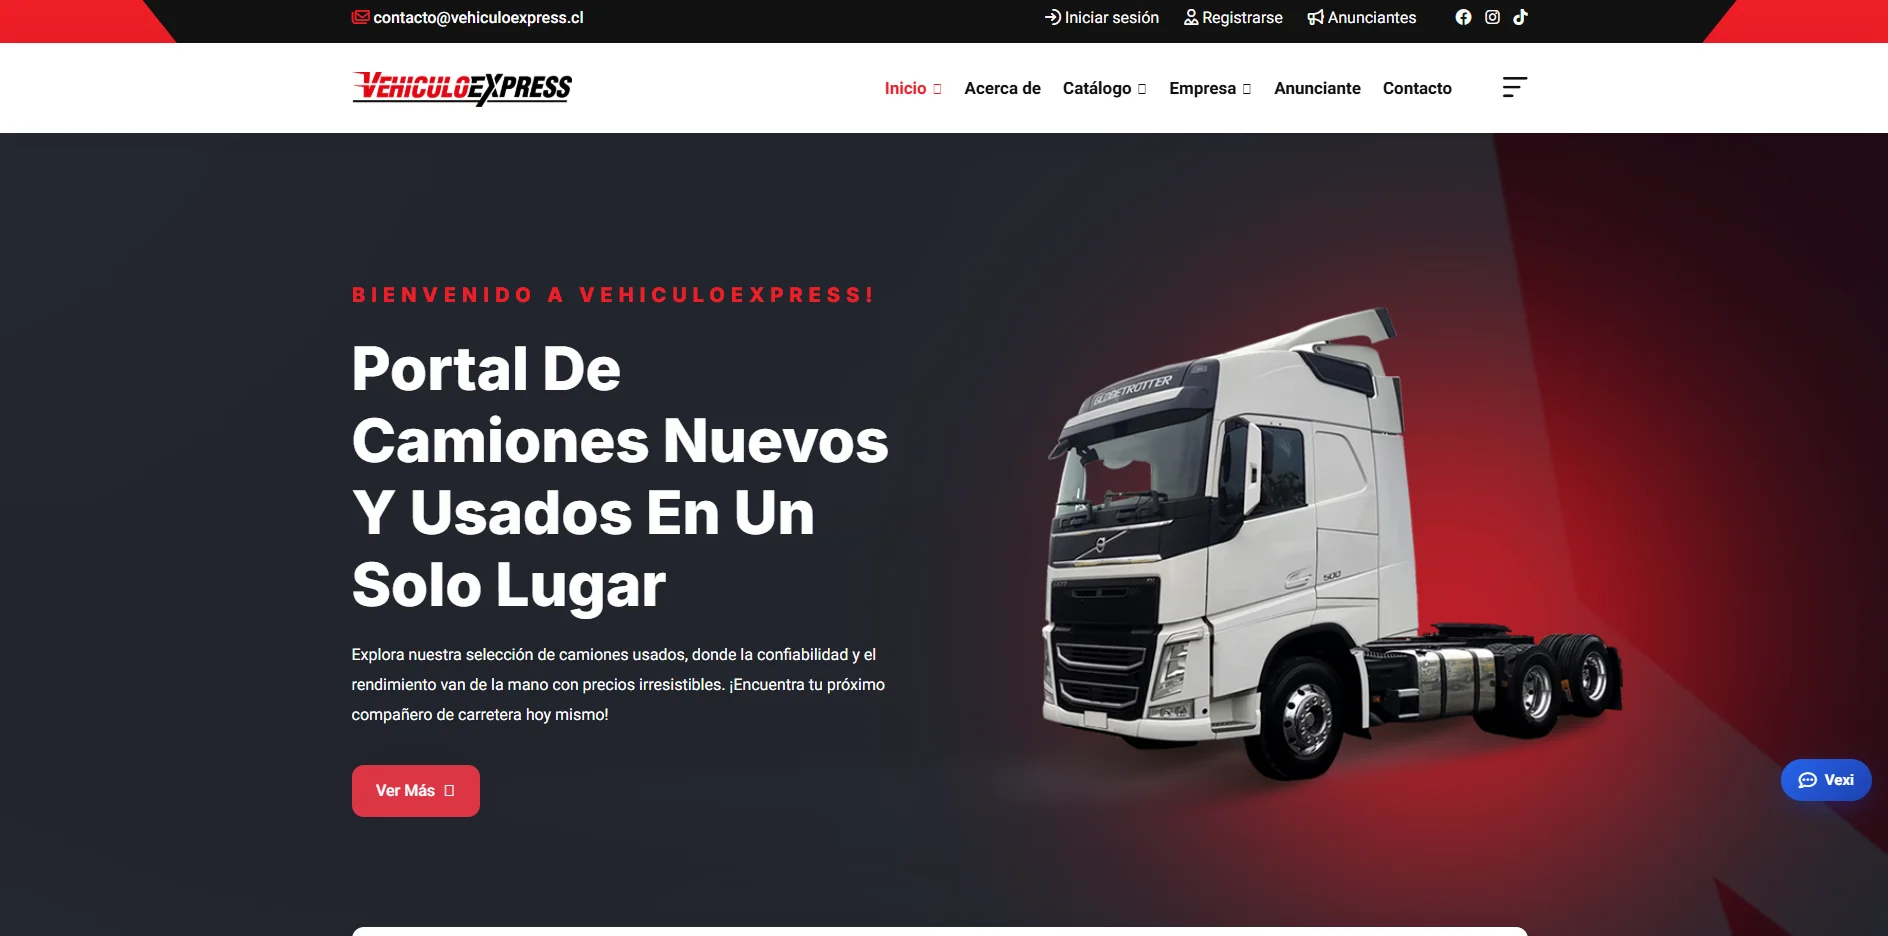 contacto@vehiculoexpress.cl
Iniciar sesión
Registrarse
Anunciantes
VEHICULOEXPRESS
Inicio
Acerca de
Catálogo
Empresa
Anunciante
Contacto
BIENVENIDO A VEHICULOEXPRESS!
Portal De
Camiones Nuevos
Y Usados En Un
Solo Lugar
Explora nuestra selección de camiones usados, donde la confiabilidad y el
rendimiento van de la mano con precios irresistibles. ¡Encuentra tu próximo
compañero de carretera hoy mismo!
Ver Más
GLOBETROTTER
500
Vexi